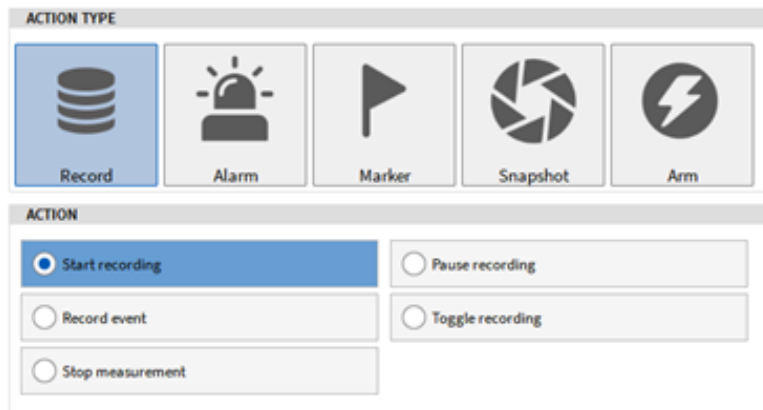 ACTION TYPE
Record Alarm Marker Snapshot Arm
ACTION
Start recording Pause recording
Record event Toggle recording
Stop measurement